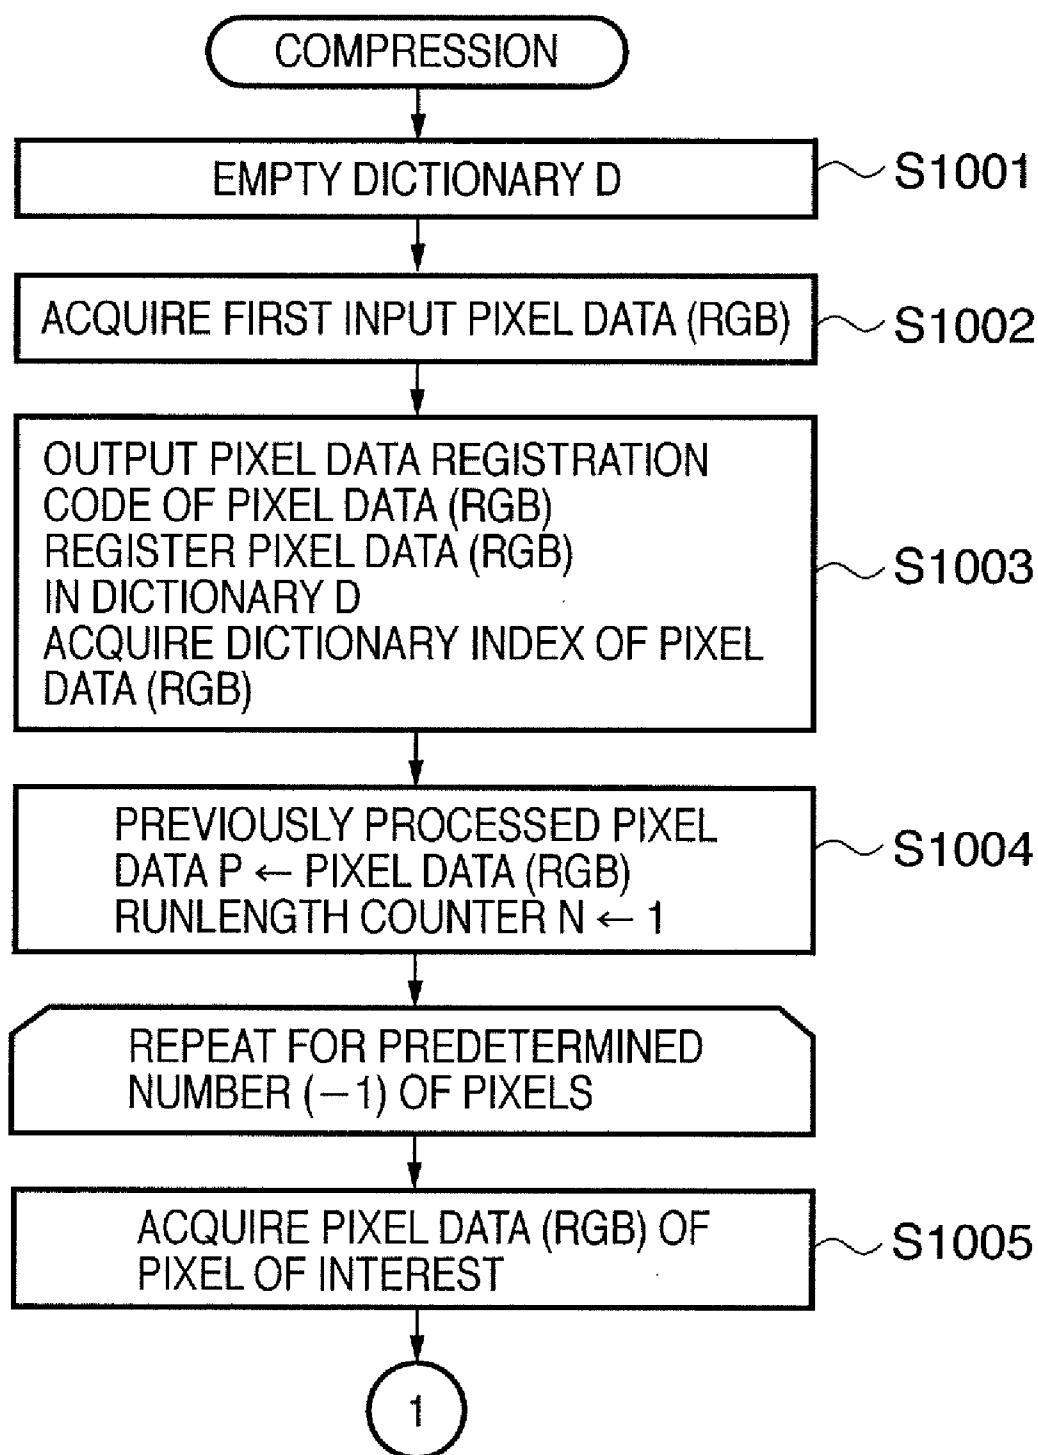 COMPRESSION
EMPTY DICTIONARY D
S1001
ACQUIRE FIRST INPUT PIXEL DATA (RGB)
S1002
OUTPUT PIXEL DATA REGISTRATION
CODE OF PIXEL DATA (RGB)
REGISTER PIXEL DATA (RGB)
IN DICTIONARY D
ACQUIRE DICTIONARY INDEX OF PIXEL
DATA (RGB)
S1003
PREVIOUSLY PROCESSED PIXEL
DATA P ← PIXEL DATA (RGB)
RUNLENGTH COUNTER N ← 1
S1004
REPEAT FOR PREDETERMINED
NUMBER (−1) OF PIXELS
ACQUIRE PIXEL DATA (RGB) OF
PIXEL OF INTEREST
S1005
1